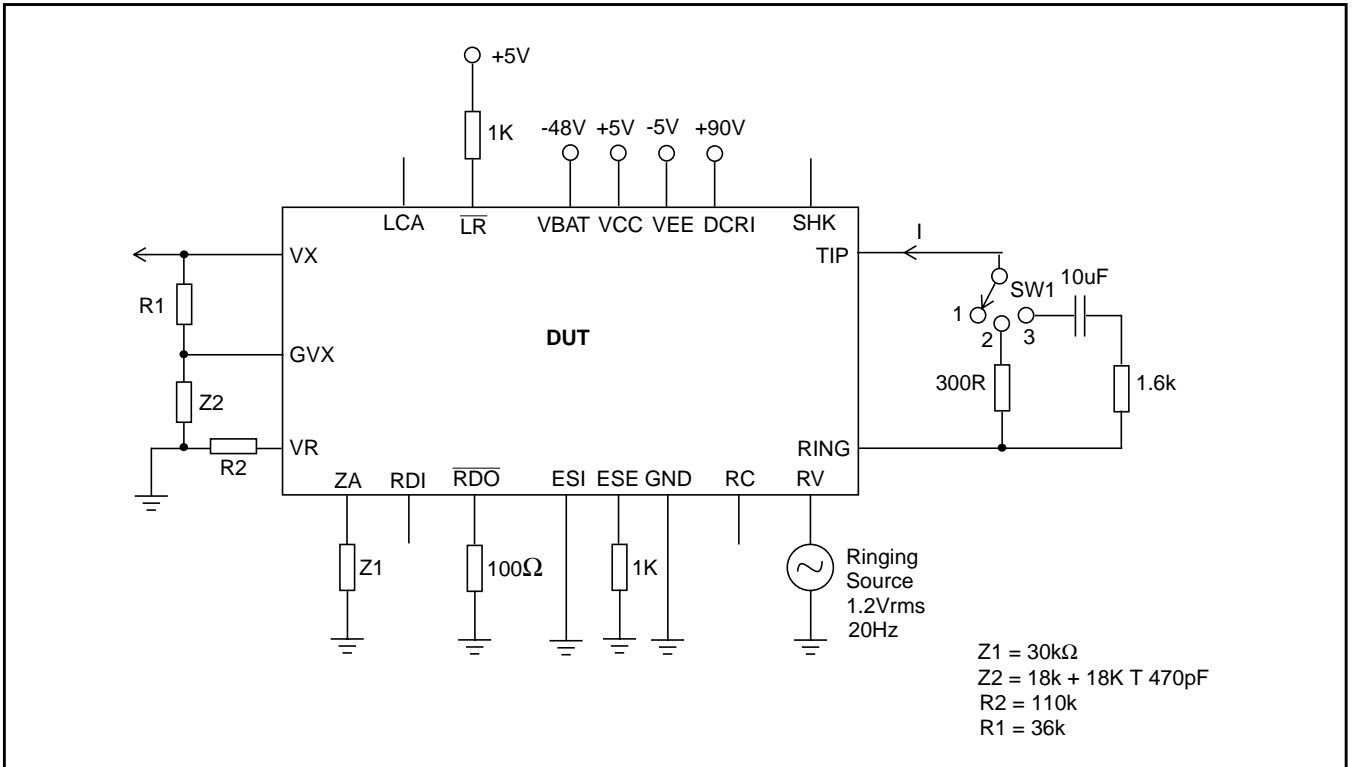 +5V
1K
-48V +5V -5V +90V
LCA LR VBAT VCC VEE DCRI SHK
I
VX
TIP
10uF
SW1
R1
1
2
3
DUT
GVX
300R
1.6k
Z2
VR
RING
R2
ZA RDI RDO ESI ESE GND RC RV
Z1
100Ω
1K
Ringing
Source
1.2Vrms
20Hz
Z1 = 30kΩ
Z2 = 18k + 18K T 470pF
R2 = 110k
R1 = 36k